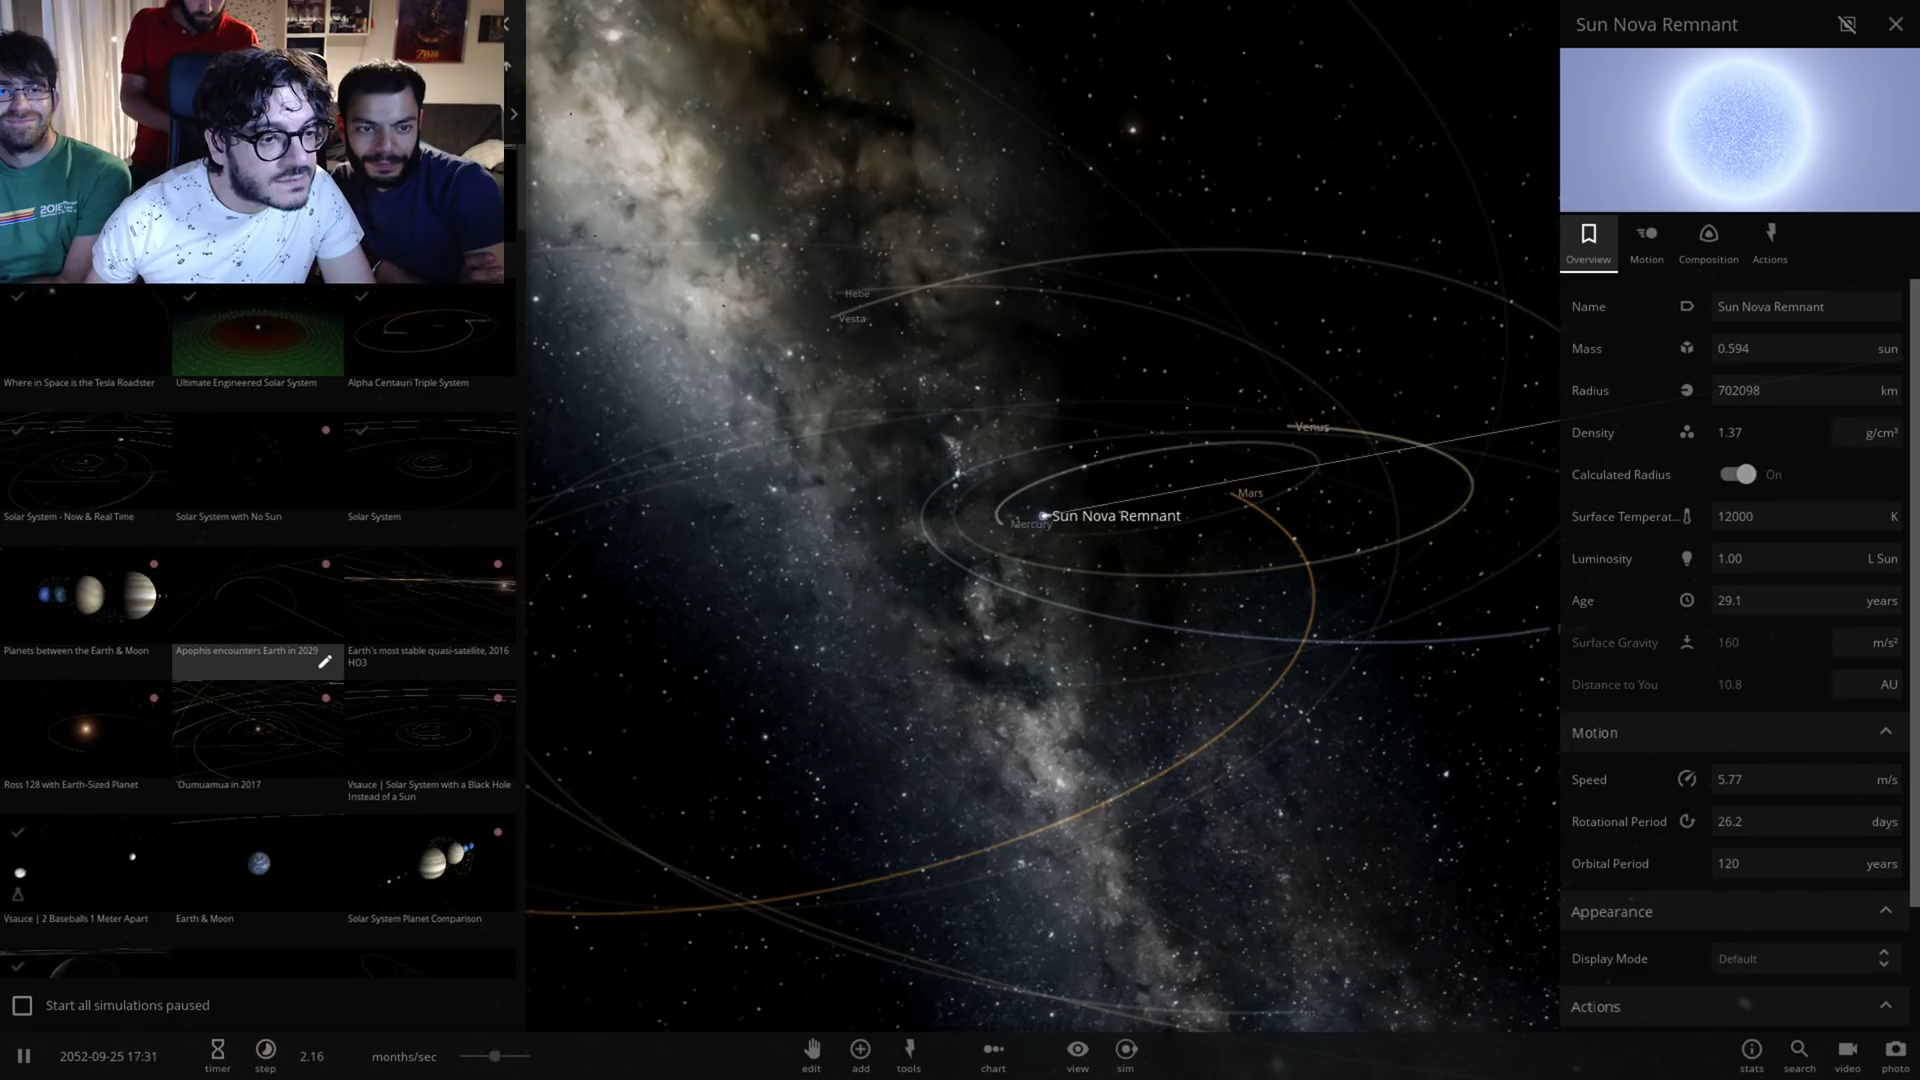 ZELDA
2018
Where in Space is the Tesla Roadster
Ultimate Engineered Solar System
Alpha Centauri Triple System
Solar System - Now & Real Time
Solar System with No Sun
Solar System
Planets between the Earth & Moon
Apophis encounters Earth in 2029
Earth's most stable quasi-satellite, 2016
HO3
Ross 128 with Earth-Sized Planet
'Oumuamua in 2017
Vsauce | Solar System with a Black Hole
Instead of a Sun
Vsauce | 2 Baseballs 1 Meter Apart
Earth & Moon
Solar System Planet Comparison
Start all simulations paused
Hebe
Vesta
Venus
Mars
Mercury
Sun Nova Remnant
Sun Nova Remnant
Overview
Motion
Composition
Actions
Name Sun Nova Remnant
Mass 0.594 sun
Radius 702098 km
Density 1.37 g/cm³
Calculated Radius On
Surface Temperat... 12000 K
Luminosity 1.00 L Sun
Age 29.1 years
Surface Gravity 160 m/s²
Distance to You 10.8 AU
Motion
Speed 5.77 m/s
Rotational Period 26.2 days
Orbital Period 120 years
Appearance
Display Mode Default
Actions
2052-09-25 17:31
timer
step
2.16 months/sec
edit
add
tools
chart
view
sim
stats
search
video
photo